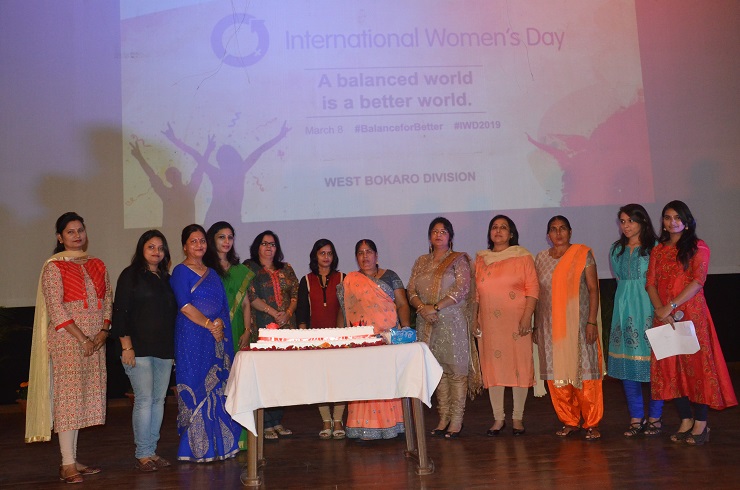 International Women's Day
A balanced world
is a better world.
March 8 #BalanceforBetter #IWD2019
WEST BOKARO DIVISION